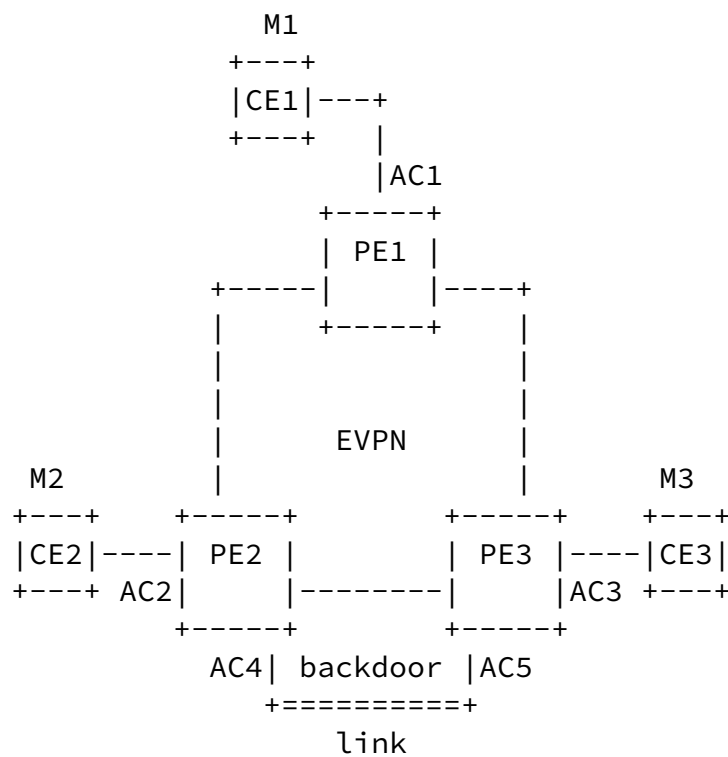 M1
CE1
AC1
PE1
EVPN
M2 M3
CE2 PE2 PE3 CE3
AC2 AC3
AC4 backdoor AC5
link